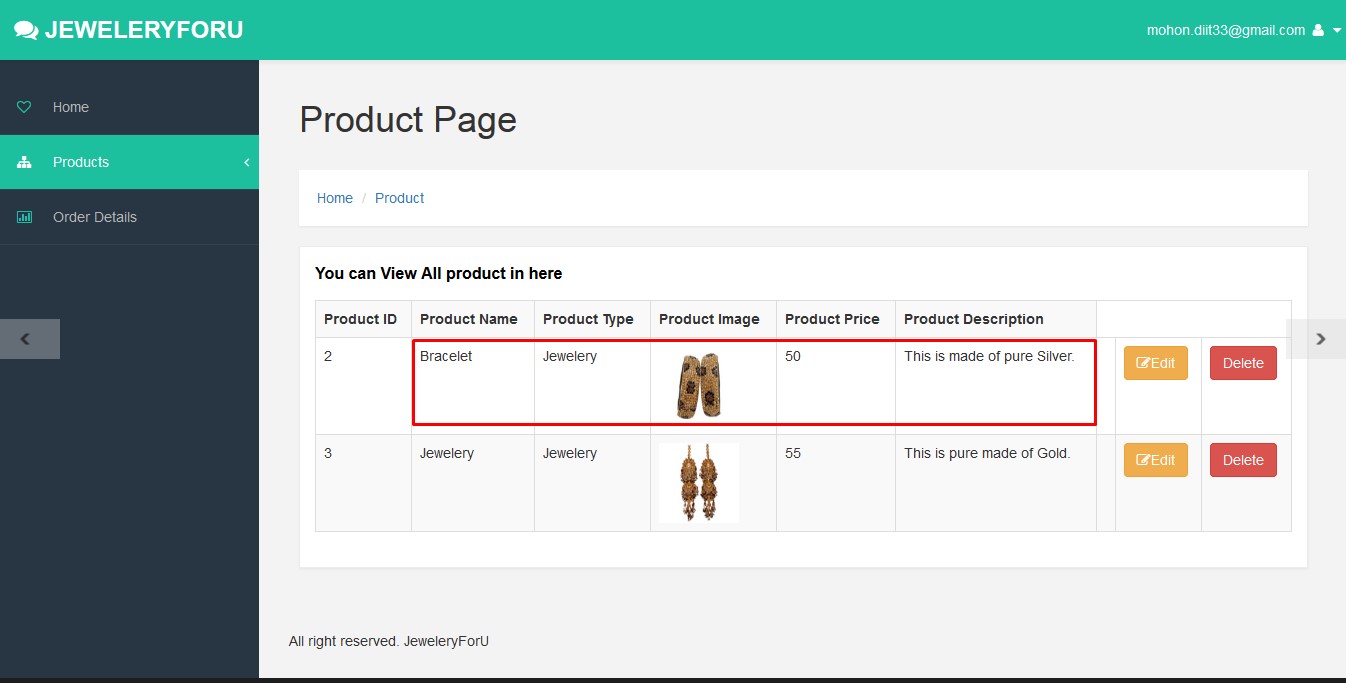 JEWELERYFORU
mohon.diit33@gmail.com
Home
Products
Order Details
Product Page
Home / Product
You can View All product in here
Product ID Product Name Product Type Product Image Product Price Product Description
2 Bracelet Jewelery 50 This is made of pure Silver. Edit Delete
3 Jewelery Jewelery 55 This is pure made of Gold. Edit Delete
All right reserved. JeweleryForU